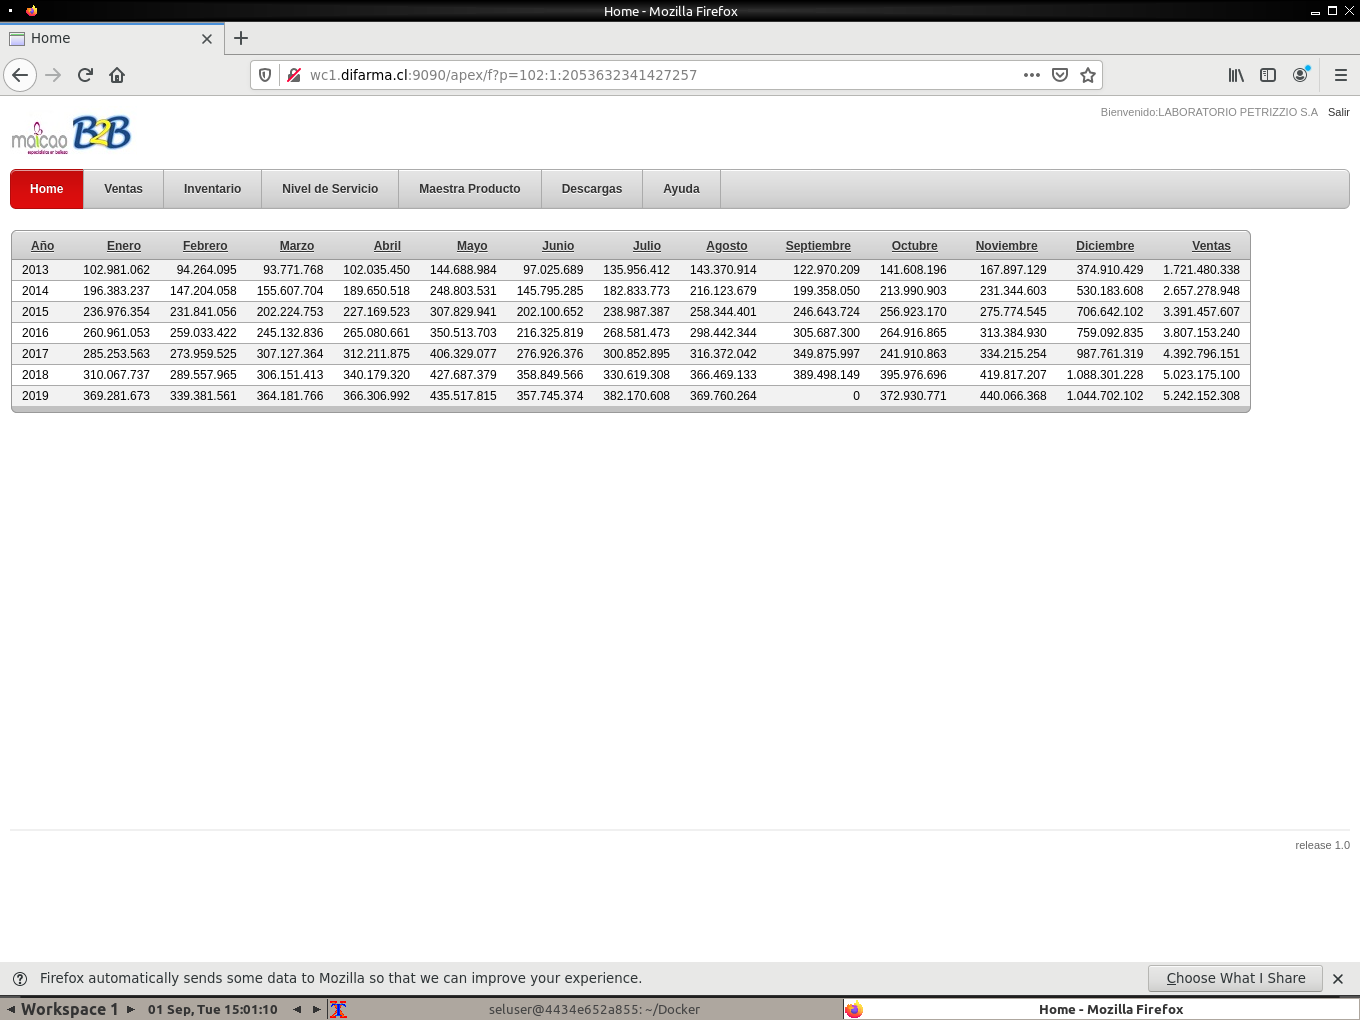 Home - Mozilla Firefox
Home
wc1.difarma.cl:9090/apex/f?p=102:1:2053632341427257
Bienvenido:LABORATORIO PETRIZZIO S.A Salir
maicao B2B
especialistas en belleza
Home Ventas Inventario Nivel de Servicio Maestra Producto Descargas Ayuda
Año Enero Febrero Marzo Abril Mayo Junio Julio Agosto Septiembre Octubre Noviembre Diciembre Ventas
2013 102.981.062 94.264.095 93.771.768 102.035.450 144.688.984 97.025.689 135.956.412 143.370.914 122.970.209 141.608.196 167.897.129 374.910.429 1.721.480.338
2014 196.383.237 147.204.058 155.607.704 189.650.518 248.803.531 145.795.285 182.833.773 216.123.679 199.358.050 213.990.903 231.344.603 530.183.608 2.657.278.948
2015 236.976.354 231.841.056 202.224.753 227.169.523 307.829.941 202.100.652 238.987.387 258.344.401 246.643.724 256.923.170 275.774.545 706.642.102 3.391.457.607
2016 260.961.053 259.033.422 245.132.836 265.080.661 350.513.703 216.325.819 268.581.473 298.442.344 305.687.300 264.916.865 313.384.930 759.092.835 3.807.153.240
2017 285.253.563 273.959.525 307.127.364 312.211.875 406.329.077 276.926.376 300.852.895 316.372.042 349.875.997 241.910.863 334.215.254 987.761.319 4.392.796.151
2018 310.067.737 289.557.965 306.151.413 340.179.320 427.687.379 358.849.566 330.619.308 366.469.133 389.498.149 395.976.696 419.817.207 1.088.301.228 5.023.175.100
2019 369.281.673 339.381.561 364.181.766 366.306.992 435.517.815 357.745.374 382.170.608 369.760.264 0 372.930.771 440.066.368 1.044.702.102 5.242.152.308
release 1.0
Firefox automatically sends some data to Mozilla so that we can improve your experience. Choose What I Share
Workspace 1 01 Sep, Tue 15:01:10 seluser@4434e652a855: ~/Docker Home - Mozilla Firefox